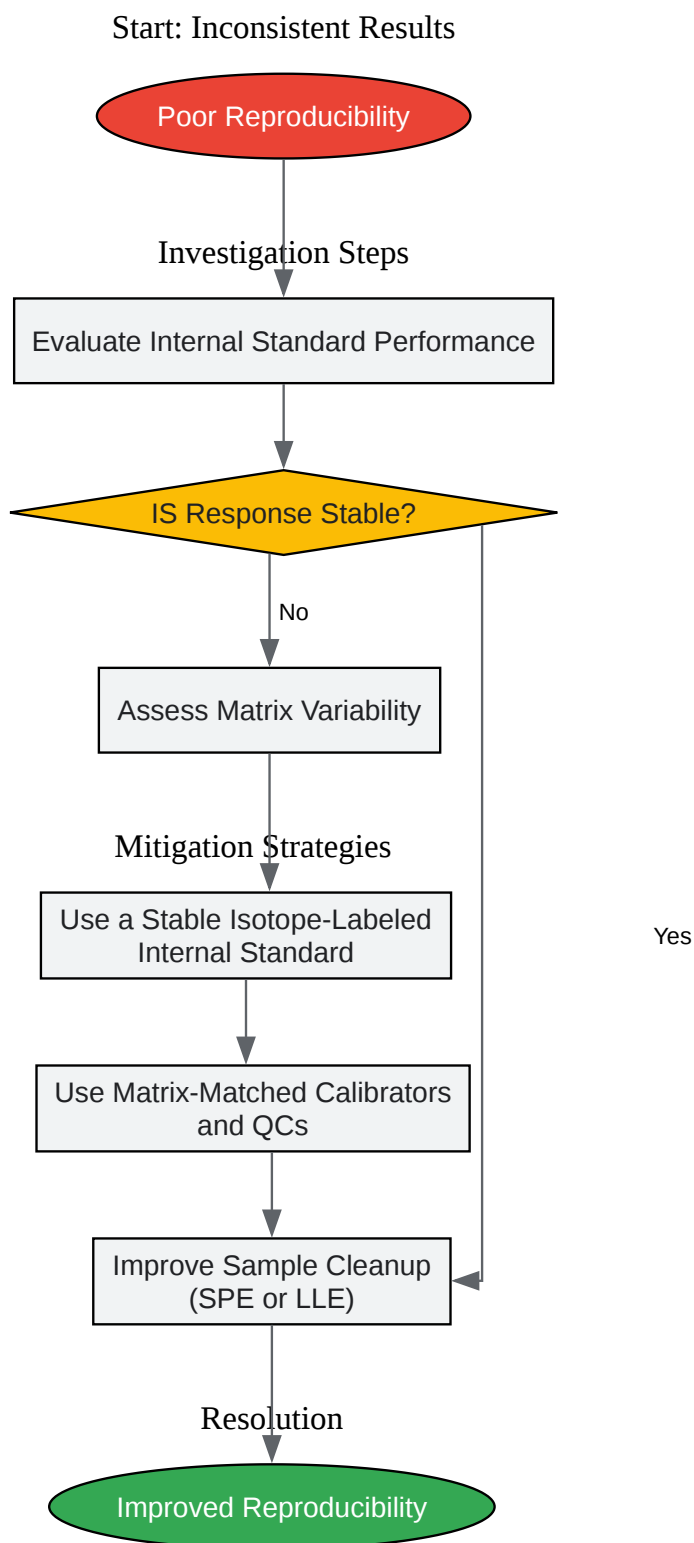 Start: Inconsistent Results
Poor Reproducibility
Investigation Steps
Evaluate Internal Standard Performance
IS Response Stable?
No
Assess Matrix Variability
Mitigation Strategies
Use a Stable Isotope-Labeled
Internal Standard
Yes
Use Matrix-Matched Calibrators
and QCs
Improve Sample Cleanup
(SPE or LLE)
Resolution
Improved Reproducibility